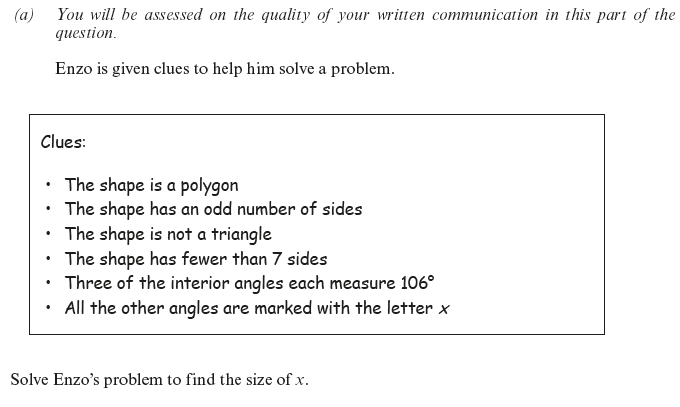 (a) You will be assessed on the quality of your written communication in this part of the
question.
Enzo is given clues to help him solve a problem.
Clues:
• The shape is a polygon
• The shape has an odd number of sides
• The shape is not a triangle
• The shape has fewer than 7 sides
• Three of the interior angles each measure 106°
• All the other angles are marked with the letter x
Solve Enzo's problem to find the size of x.